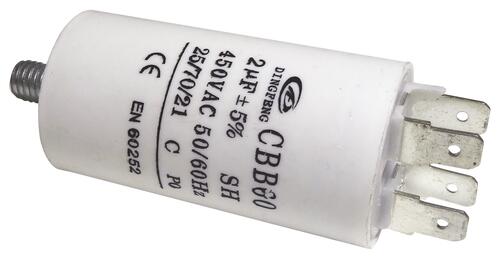 DINGFENG
CBB60
2µF ±5% SH
450VAC 50/60Hz
25/70/21 C P0
CE EN 60252